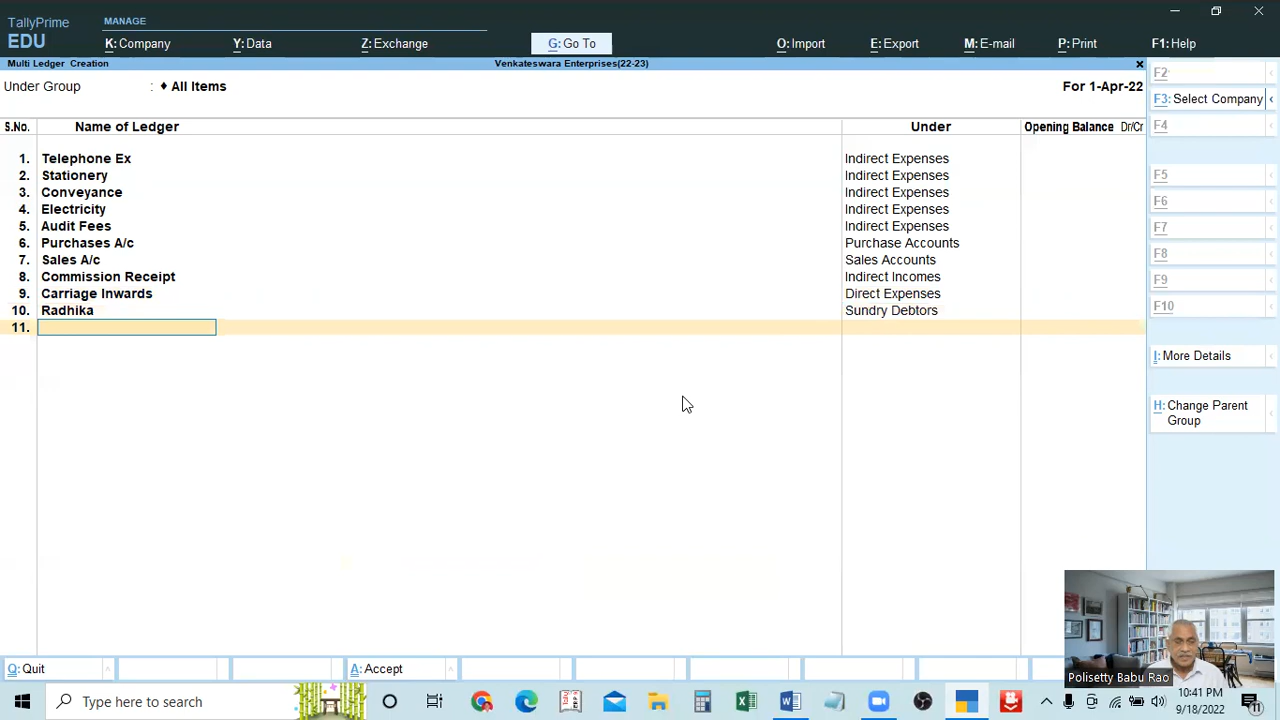 TallyPrime MANAGE
EDU K: Company Y: Data Z: Exchange G: Go To O: Import E: Export M: E-mail P: Print F1: Help
Multi Ledger Creation Venkateswara Enterprises(22-23) × F2
Under Group : ♦ All Items For 1-Apr-22
F3: Select Company
S.No. Name of Ledger Under Opening Balance Dr/Cr F4
1. Telephone Ex Indirect Expenses
2. Stationery Indirect Expenses F5
3. Conveyance Indirect Expenses
4. Electricity Indirect Expenses F6
5. Audit Fees Indirect Expenses F7
6. Purchases A/c Purchase Accounts
7. Sales A/c Sales Accounts F8
8. Commission Receipt Indirect Incomes F9
9. Carriage Inwards Direct Expenses
10. Radhika Sundry Debtors F10
11.
I: More Details
H: Change Parent
Group
Q: Quit A: Accept
Polisetty Babu Rao
Type here to search
10:41 PM
9/18/2022
11